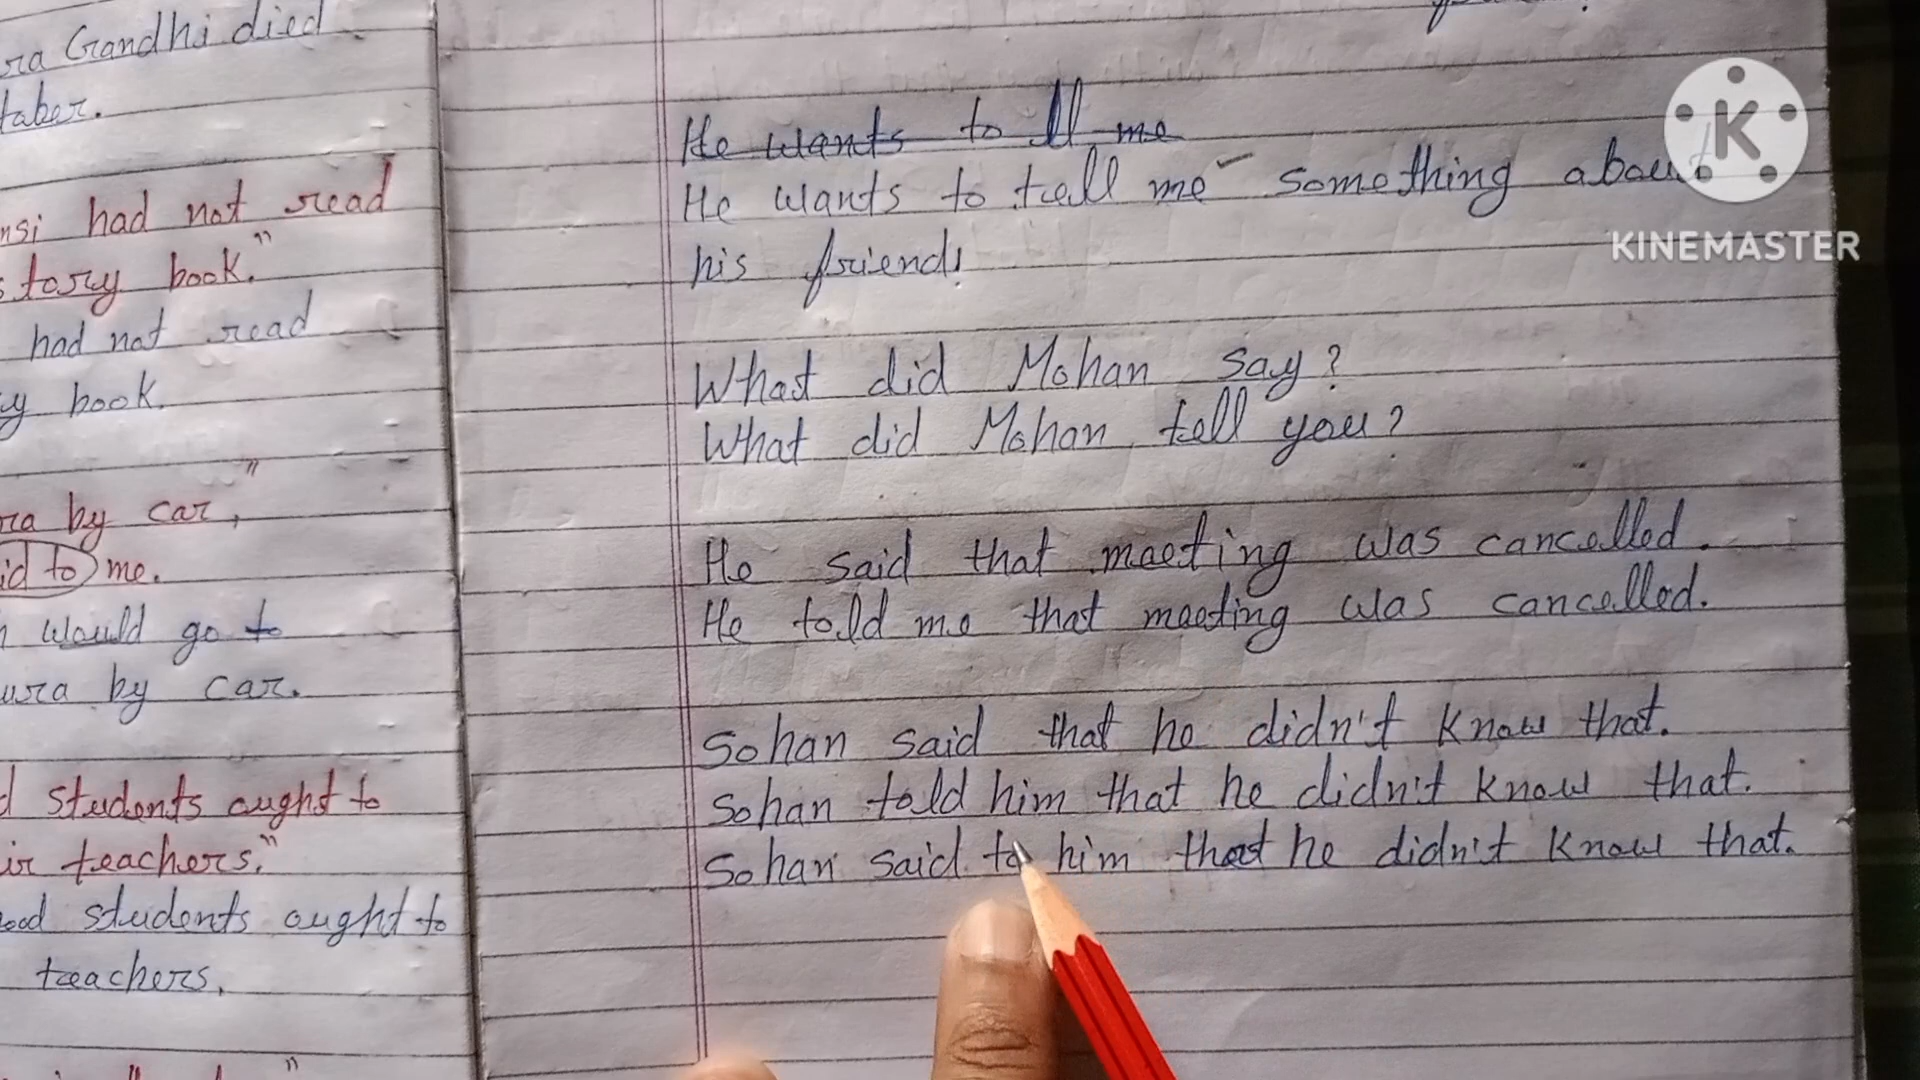 ra Gandhi died
taber.
nsi had not read
story book."
had not read
y book.
ra by car,"
id to me.
would go to
ura by car.
d students ought to
ir teachers."
ood students ought to
teachers.
He wants to ll me
He wants to tell me something about
his friend.
What did Mohan say?
What did Mohan tell you?
He said that meeting was cancelled.
He told me that meeting was cancelled.
Sohan said that he didn't know that.
Sohan told him that he didn't know that.
Sohan said to him that he didn't know that.
K
KINEMASTER